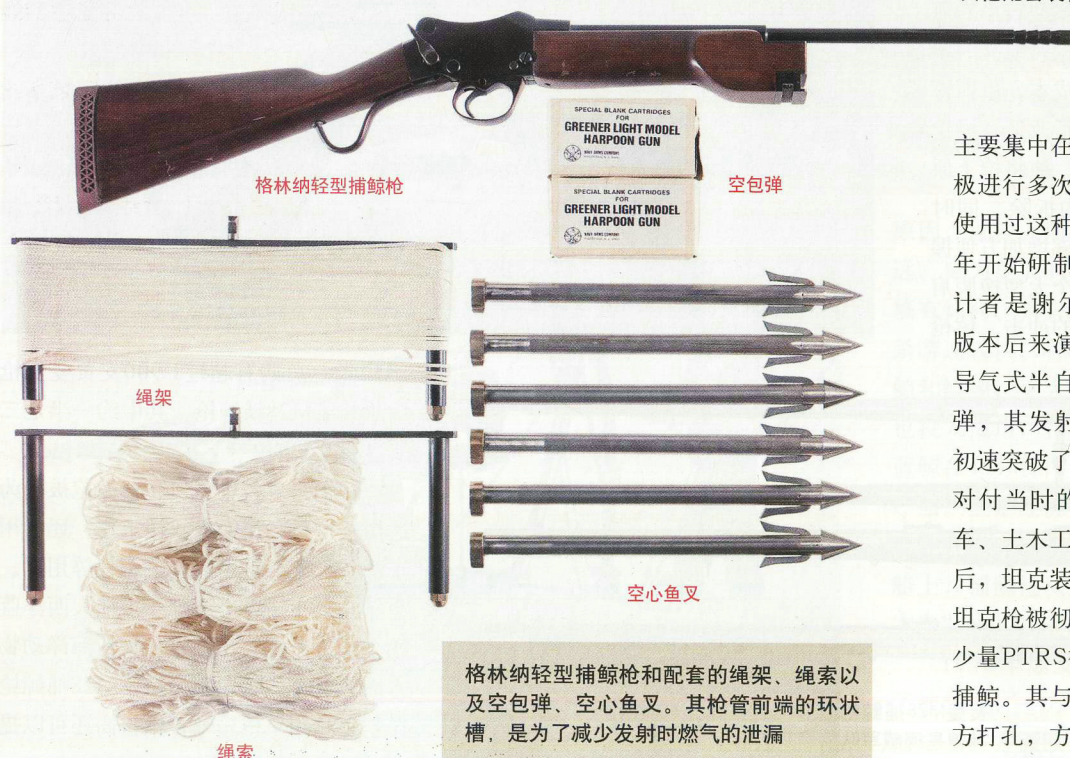 格林纳轻型捕鲸枪
SPECIAL BLANK CARTRIDGES
FOR
GREENER LIGHT MODEL
HARPOON GUN
NAVY ARMS COMPANY
空包弹
SPECIAL BLANK CARTRIDGES
FOR
GREENER LIGHT MODEL
HARPOON GUN
NAVY ARMS COMPANY
绳架
空心鱼叉
绳索
格林纳轻型捕鲸枪和配套的绳架、绳索以
及空包弹、空心鱼叉。其枪管前端的环状
槽，是为了减少发射时燃气的泄漏
主要集中在
极进行多次
使用过这种
年开始研制
计者是谢尔
版本后来演
导气式半自
弹，其发射
初速突破了
对付当时的
车、土木工
后，坦克装
坦克枪被彻
少量PTRS
捕鲸。其与
方打孔，方